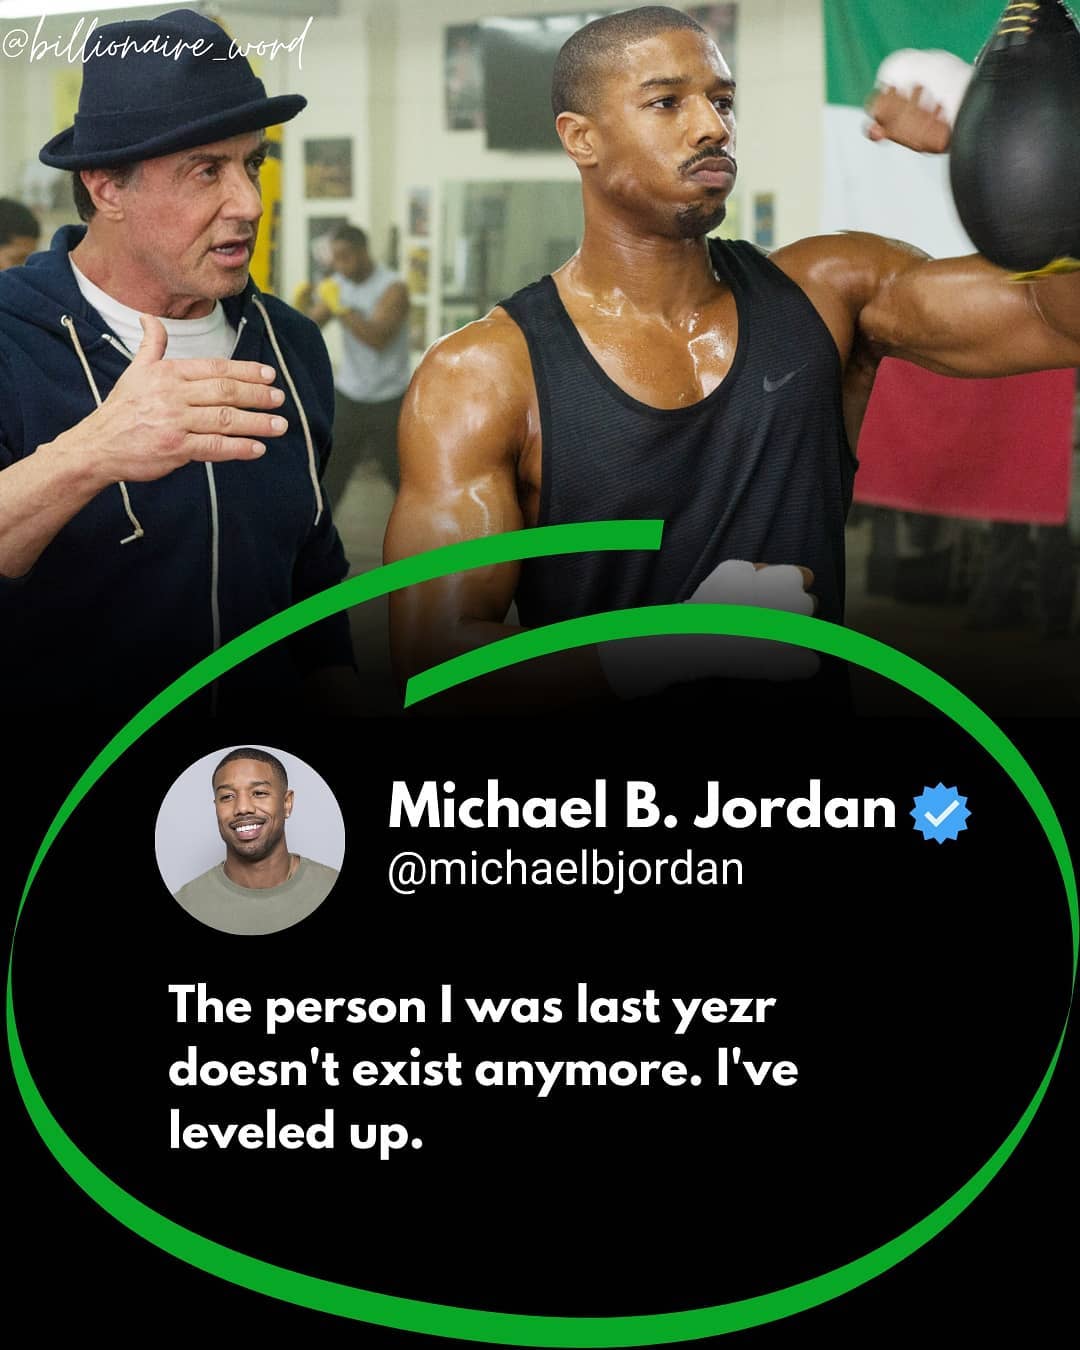 @billionaire_word
Michael B. Jordan
@michaelbjordan
The person I was last yezr
doesn't exist anymore. I've
leveled up.